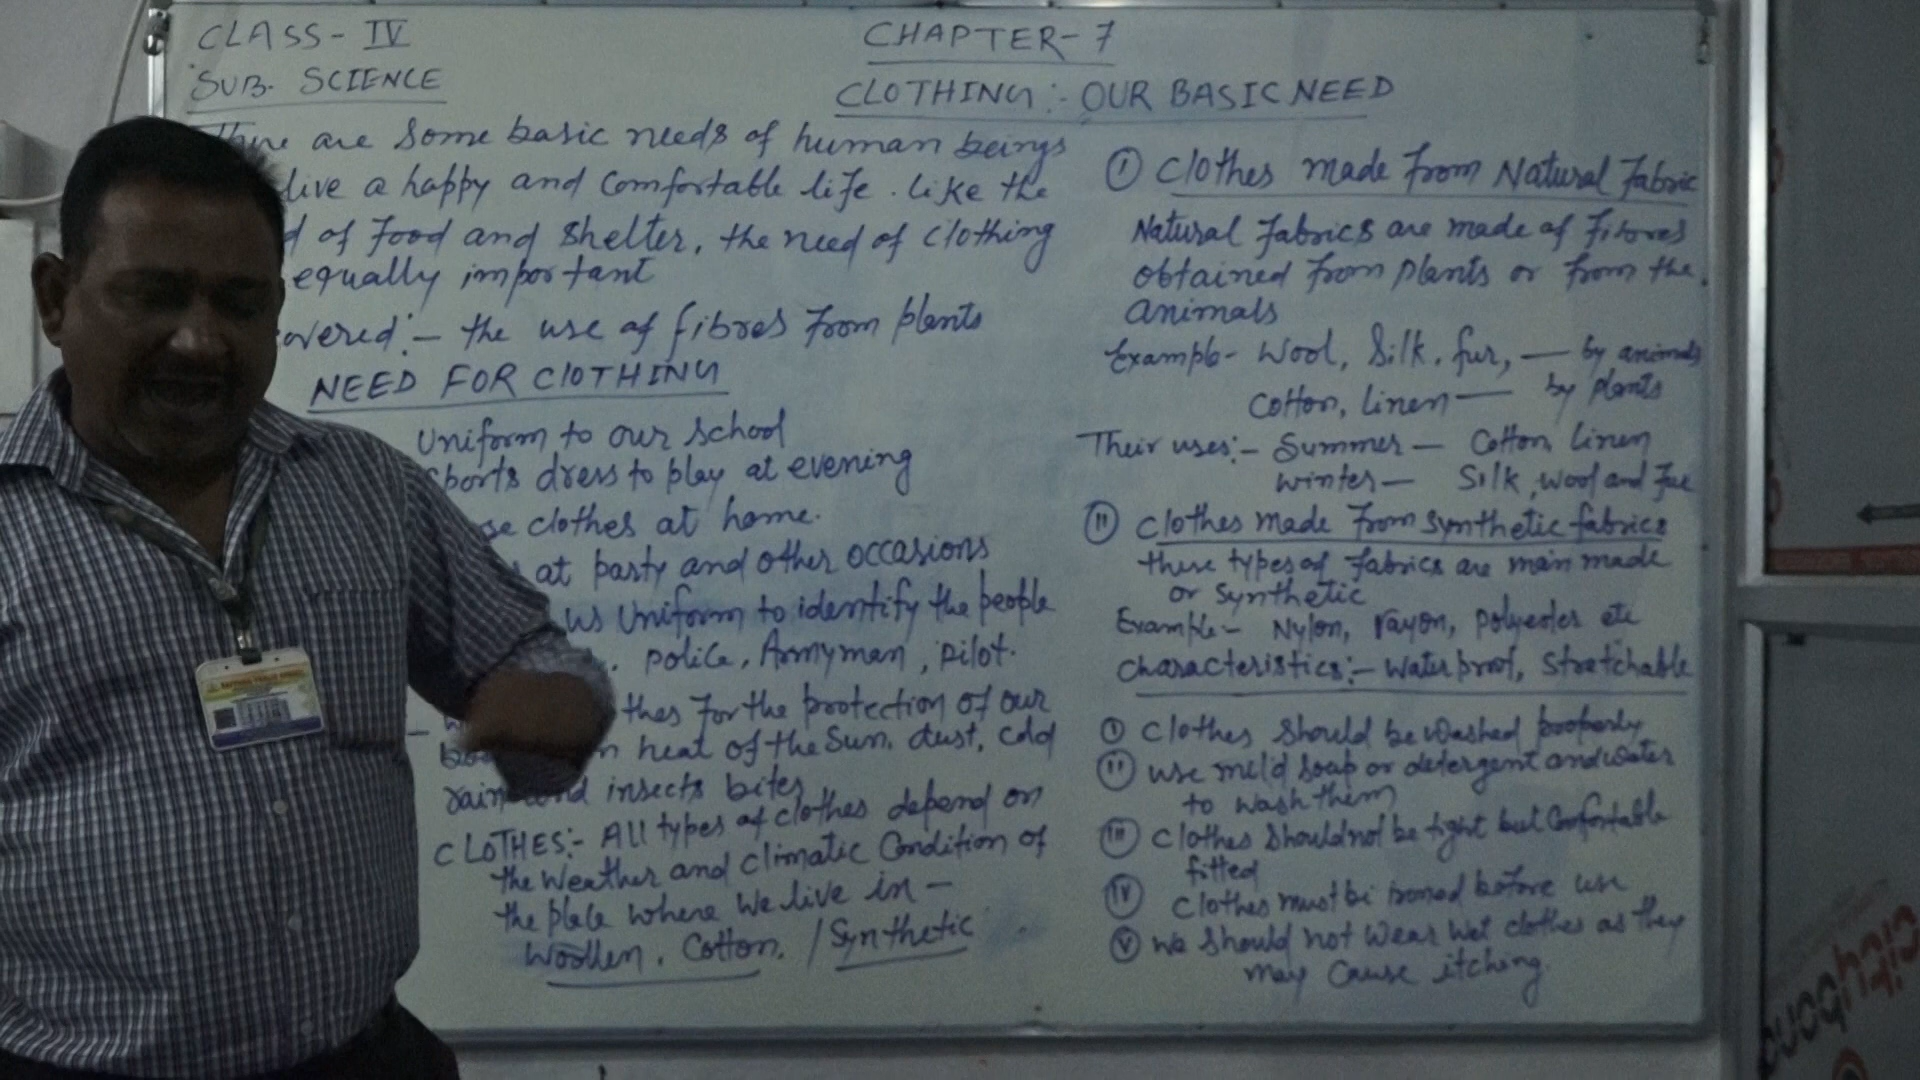 CLASS - IV
SUB. SCIENCE
CHAPTER - 7
CLOTHING :- OUR BASIC NEED
There are some basic needs of human beings
live a happy and comfortable life. Like the
d of food and shelter, the need of clothing
equally important
overed :- the use of fibres from plants
NEED FOR CLOTHING
Uniform to our school
sports dress to play at evening
se clothes at home.
at party and other occasions
us uniform to identify the people
. police, Armyman, pilot.
thes for the protection of our
n heat of the sun, dust, cold
rain and insects bites
CLOTHES:- All types of clothes depend on
the weather and climatic condition of
the place where we live in -
Woollen, Cotton, / Synthetic
I Clothes made from Natural fabric
Natural fabrics are made of fibres
obtained from plants or from the
animals
Example - Wool, Silk, fur, — by animals
Cotton, linen — by plants
Their uses:- Summer — Cotton, linen
winter — Silk, wool and fur
II Clothes made from synthetic fabrics
these types of fabrics are man made
or synthetic
Example - Nylon, rayon, polyester etc
Characteristics:- Water proof, Stretchable
I Clothes should be washed properly
II use mild soap or detergent and water
to wash them
III Clothes should not be tight but comfortable
fitted
IV Clothes must be ironed before use
V We should not wear wet clothes as they
may cause itching.